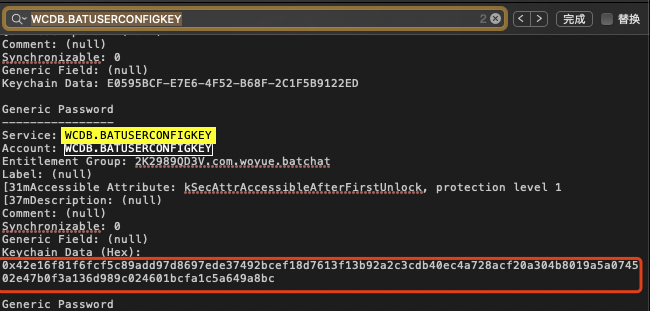 WCDB.BATUSERCONFIGKEY 2 完成 替换
Comment: (null)
Synchronizable: 0
Generic Field: (null)
Keychain Data: E0595BCF-E7E6-4F52-B68F-2C1F5B9122ED
Generic Password
----------------
Service: WCDB.BATUSERCONFIGKEY
Account: WCDB.BATUSERCONFIGKEY
Entitlement Group: 2K2989QD3V.com.woyue.batchat
Label: (null)
[31mAccessible Attribute: kSecAttrAccessibleAfterFirstUnlock, protection level 1
[37mDescription: (null)
Comment: (null)
Synchronizable: 0
Generic Field: (null)
Keychain Data (Hex):
0x42e16f81f6fcf5c89add97d8697ede37492bcef18d7613f13b92a2c3cdb40ec4a728acf20a304b8019a5a0745
02e47b0f3a136d989c024601bcfa1c5a649a8bc
Generic Password